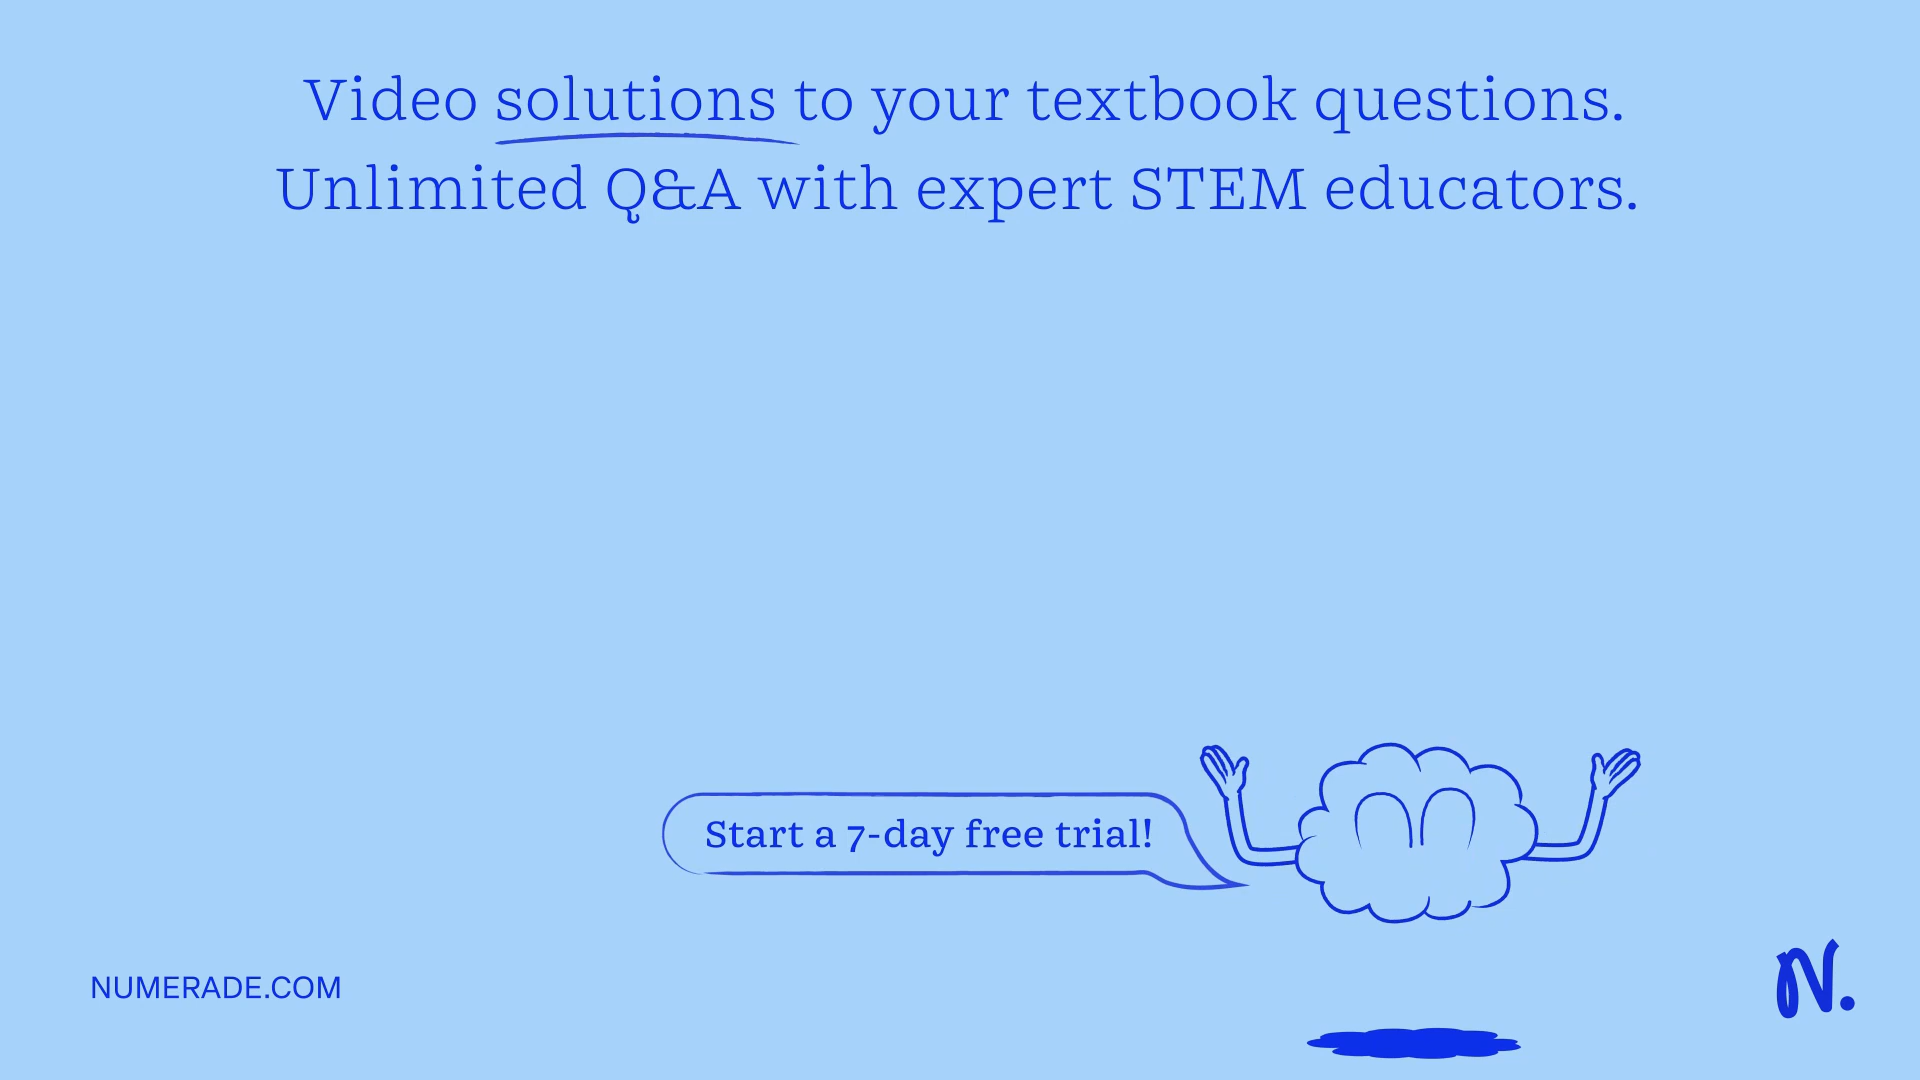 Video solutions to your textbook questions.
Unlimited Q&A with expert STEM educators.
Start a 7-day free trial!
NUMERADE.COM
N.